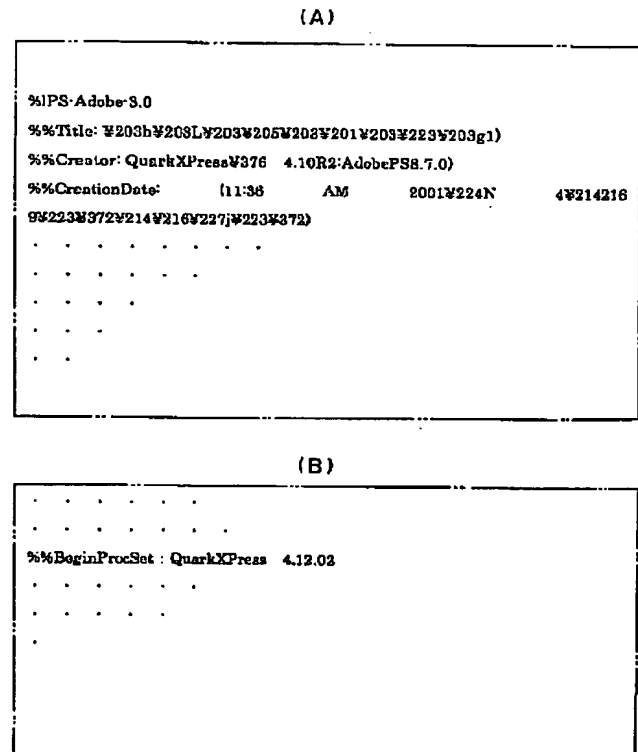 (A)
%!PS-Adobe-3.0
%%Title: ¥203h¥203L¥203¥205¥203¥201¥203¥223¥203g1)
%%Creator: QuarkXPress¥376 4.10R2:AdobePS8.7.0)
%%CreationDate: (11:36 AM 2001¥224N 4¥214216
9¥223¥372¥214¥216¥227j¥223¥372)
(B)
%%BeginProcSet : QuarkXPress 4.12.02